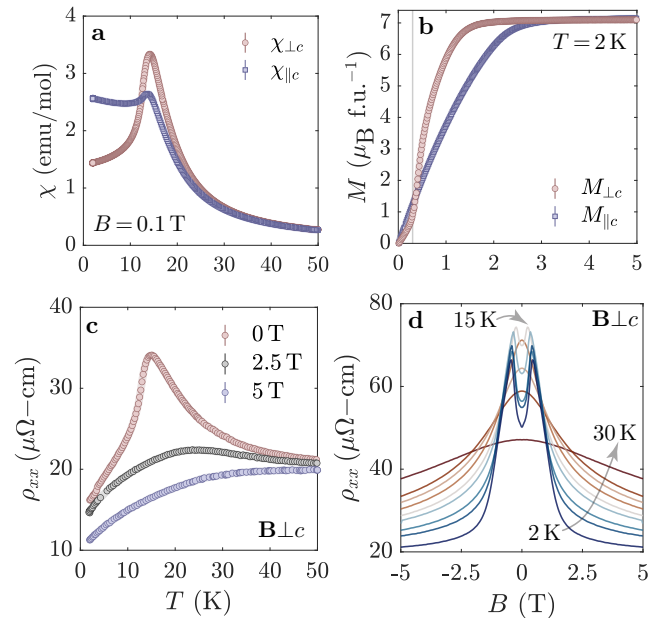 a
χ⊥c
χ∥c
B = 0.1 T
χ (emu/mol)
4
3
2
1
0
0 10 20 30 40 50
b
T = 2 K
M⊥c
M∥c
M (μB f.u.⁻¹)
7
6
5
4
3
2
1
0
0 1 2 3 4 5
c
0 T
2.5 T
5 T
B⊥c
ρxx (μΩ−cm)
40
30
20
10
0 10 20 30 40 50
T (K)
d
15 K
B⊥c
30 K
2 K
ρxx (μΩ−cm)
80
60
40
20
-5 -2.5 0 2.5 5
B (T)